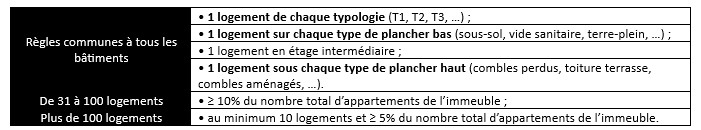 • 1 logement de chaque typologie (T1, T2, T3, …) ;
Règles communes à tous les bâtiments
• 1 logement sur chaque type de plancher bas (sous-sol, vide sanitaire, terre-plein, …) ;
• 1 logement en étage intermédiaire ;
• 1 logement sous chaque type de plancher haut (combles perdus, toiture terrasse,
combles aménagés, …).
De 31 à 100 logements
• ≥ 10% du nombre total d’appartements de l’immeuble ;
Plus de 100 logements
• au minimum 10 logements et ≥ 5% du nombre total d’appartements de l’immeuble.